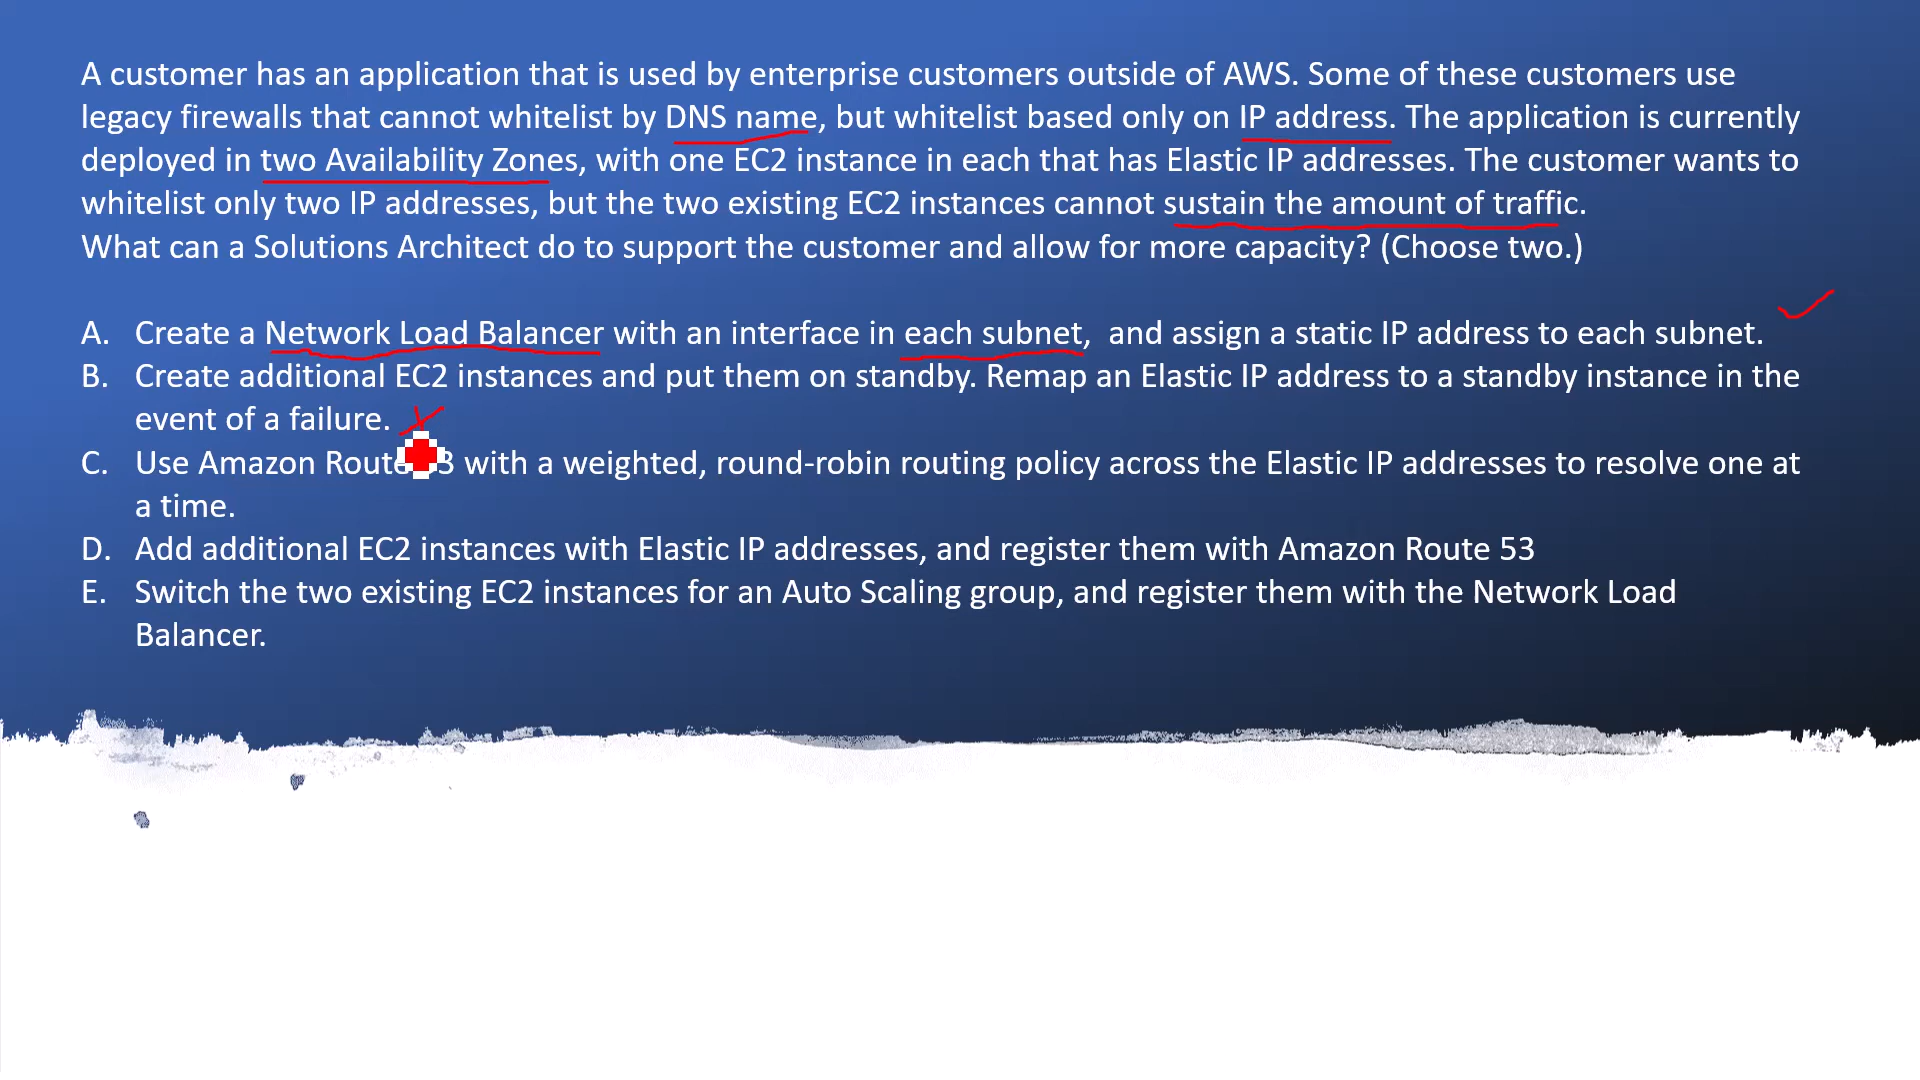 A customer has an application that is used by enterprise customers outside of AWS. Some of these customers use
legacy firewalls that cannot whitelist by DNS name, but whitelist based only on IP address. The application is currently
deployed in two Availability Zones, with one EC2 instance in each that has Elastic IP addresses. The customer wants to
whitelist only two IP addresses, but the two existing EC2 instances cannot sustain the amount of traffic.
What can a Solutions Architect do to support the customer and allow for more capacity? (Choose two.)
A. Create a Network Load Balancer with an interface in each subnet, and assign a static IP address to each subnet.
B. Create additional EC2 instances and put them on standby. Remap an Elastic IP address to a standby instance in the
event of a failure.
C. Use Amazon Route 53 with a weighted, round-robin routing policy across the Elastic IP addresses to resolve one at
a time.
D. Add additional EC2 instances with Elastic IP addresses, and register them with Amazon Route 53
E. Switch the two existing EC2 instances for an Auto Scaling group, and register them with the Network Load
Balancer.